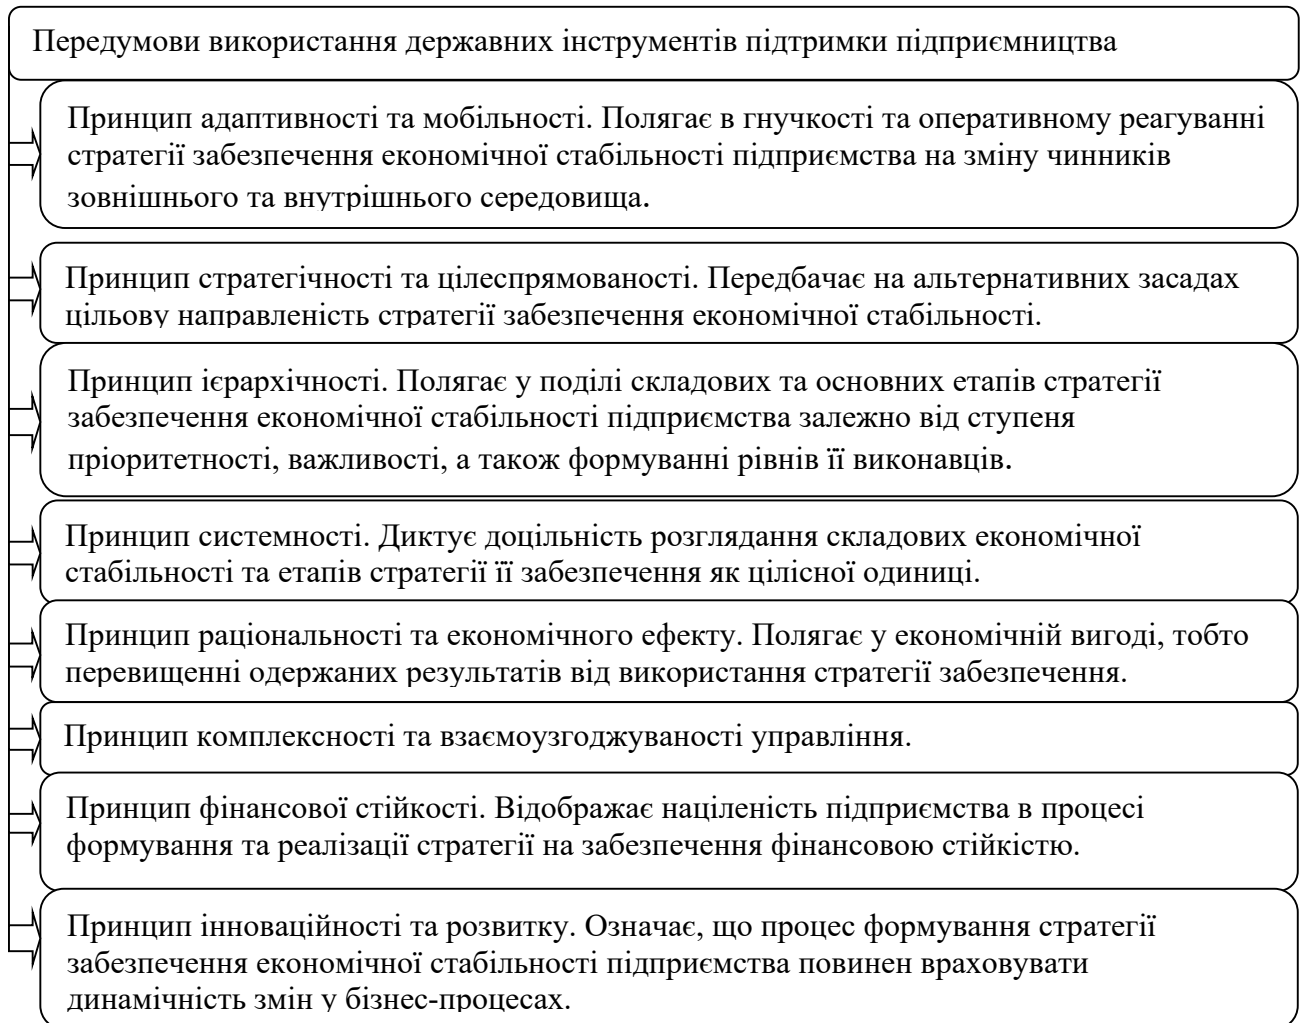 Передумови використання державних інструментів підтримки підприємництва
Принцип адаптивності та мобільності. Полягає в гнучкості та оперативному реагуванні
стратегії забезпечення економічної стабільності підприємства на зміну чинників
зовнішнього та внутрішнього середовища.
Принцип стратегічності та цілеспрямованості. Передбачає на альтернативних засадах
цільову направленість стратегії забезпечення економічної стабільності.
Принцип ієрархічності. Полягає у поділі складових та основних етапів стратегії
забезпечення економічної стабільності підприємства залежно від ступеня
пріоритетності, важливості, а також формуванні рівнів її виконавців.
Принцип системності. Диктує доцільність розглядання складових економічної
стабільності та етапів стратегії її забезпечення як цілісної одиниці.
Принцип раціональності та економічного ефекту. Полягає у економічній вигоді, тобто
перевищенні одержаних результатів від використання стратегії забезпечення.
Принцип комплексності та взаємоузгоджуваності управління.
Принцип фінансової стійкості. Відображає націленість підприємства в процесі
формування та реалізації стратегії на забезпечення фінансовою стійкістю.
Принцип інноваційності та розвитку. Означає, що процес формування стратегії
забезпечення економічної стабільності підприємства повинен враховувати
динамічність змін у бізнес-процесах.